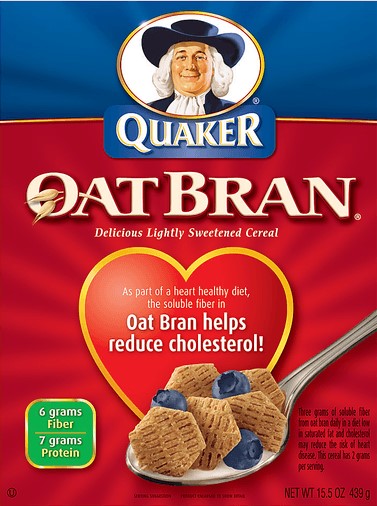 QUAKER
®
OAT BRAN®
Delicious Lightly Sweetened Cereal
As part of a heart healthy diet,
the soluble fiber in
Oat Bran helps
reduce cholesterol!
6 grams
Fiber
7 grams
Protein
Three grams of soluble fiber
from oat bran daily in a diet low
in saturated fat and cholesterol
may reduce the risk of heart
disease. This cereal has 2 grams
per serving.
U
NET WT 15.5 OZ. 439 g